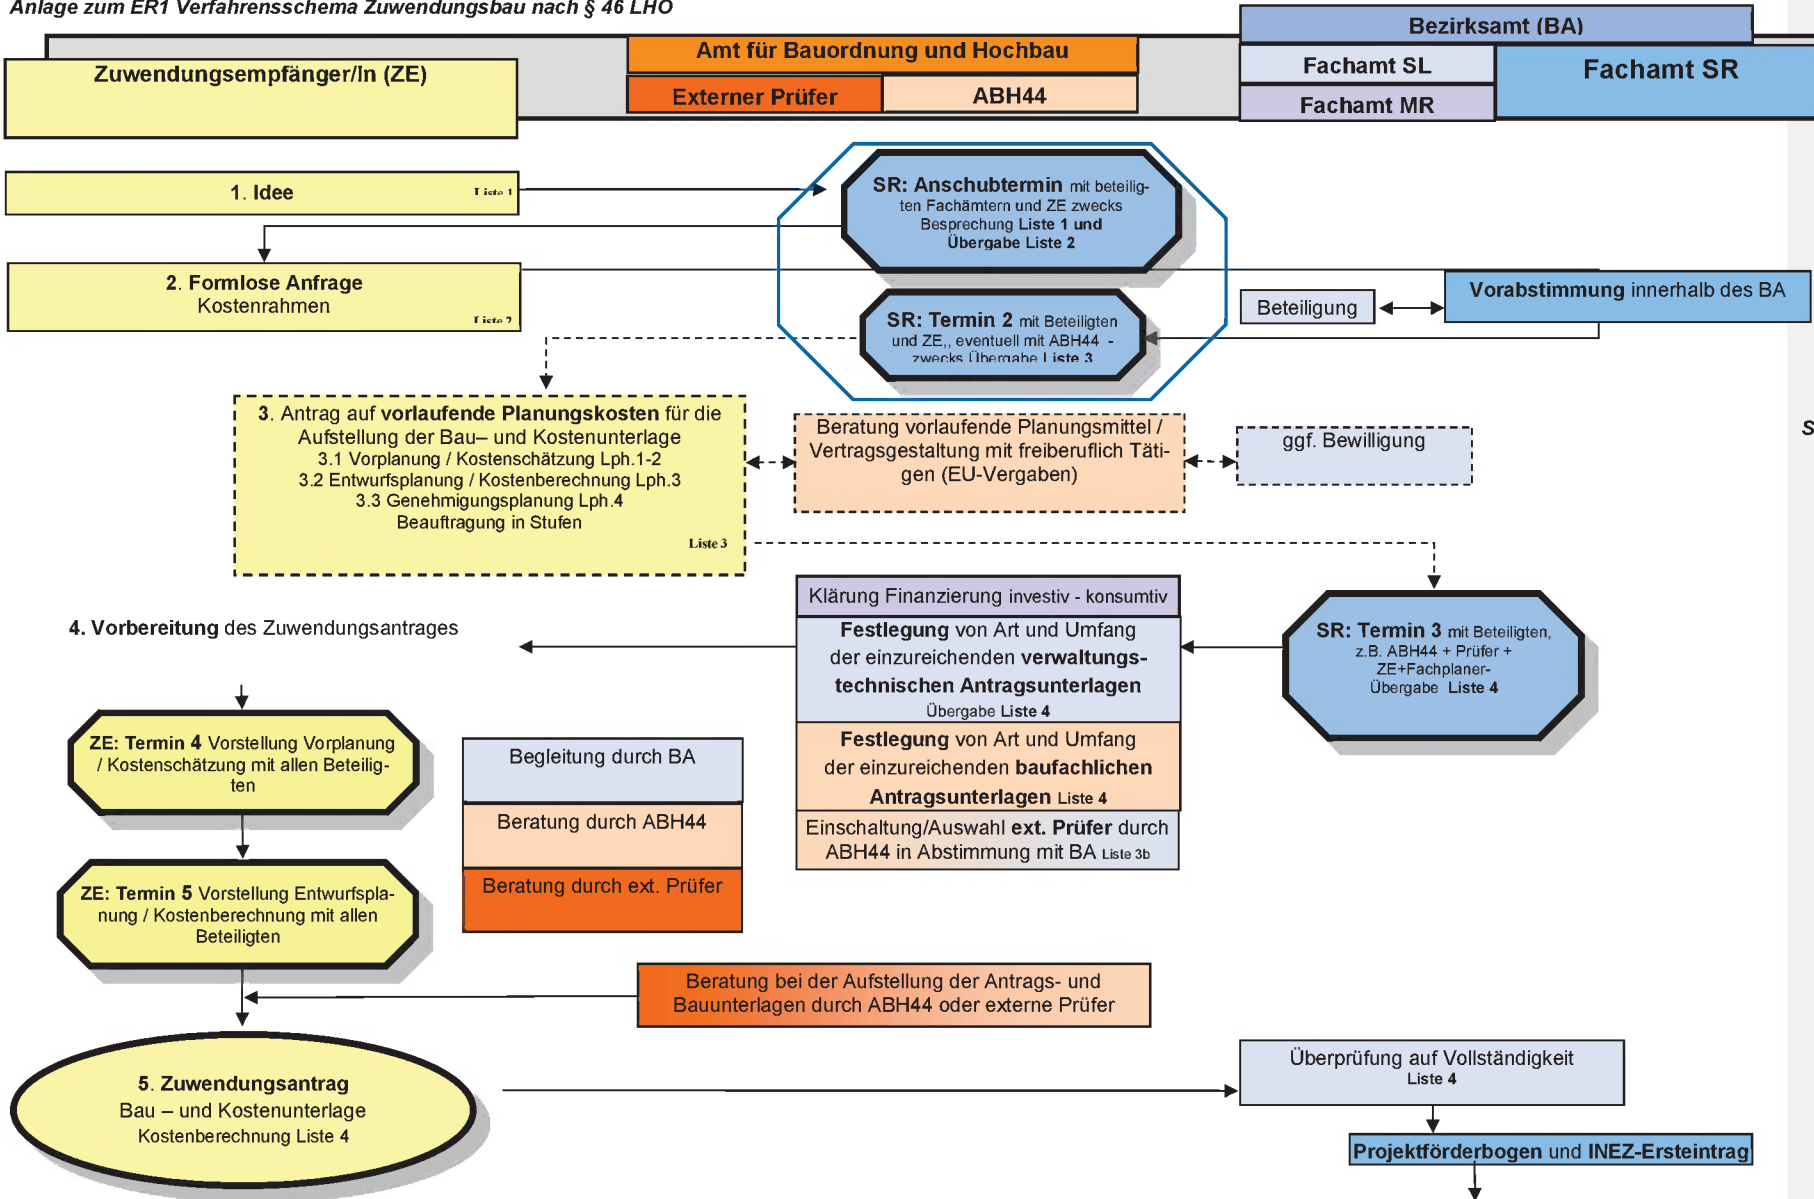 Anlage zum ER1 Verfahrensschema Zuwendungsbau nach § 46 LHO
Zuwendungsempfänger/In (ZE)
Amt für Bauordnung und Hochbau
Externer Prüfer
ABH44
Bezirksamt (BA)
Fachamt SL
Fachamt MR
Fachamt SR
1. Idee
Liste 1
SR: Anschubtermin mit beteilig-
ten Fachämtern und ZE zwecks
Besprechung Liste 1 und
Übergabe Liste 2
2. Formlose Anfrage
Kostenrahmen
Liste 2
SR: Termin 2 mit Beteiligten
und ZE,, eventuell mit ABH44 -
zwecks Übergabe Liste 3
Beteiligung
Vorabstimmung innerhalb des BA
3. Antrag auf vorlaufende Planungskosten für die
Aufstellung der Bau– und Kostenunterlage
3.1 Vorplanung / Kostenschätzung Lph.1-2
3.2 Entwurfsplanung / Kostenberechnung Lph.3
3.3 Genehmigungsplanung Lph.4
Beauftragung in Stufen
Liste 3
Beratung vorlaufende Planungsmittel /
Vertragsgestaltung mit freiberuflich Täti-
gen (EU-Vergaben)
ggf. Bewilligung
S
4. Vorbereitung des Zuwendungsantrages
Klärung Finanzierung investiv - konsumtiv
Festlegung von Art und Umfang
der einzureichenden verwaltungs-
technischen Antragsunterlagen
Übergabe Liste 4
Festlegung von Art und Umfang
der einzureichenden baufachlichen
Antragsunterlagen Liste 4
Einschaltung/Auswahl ext. Prüfer durch
ABH44 in Abstimmung mit BA Liste 3b
SR: Termin 3 mit Beteiligten,
z.B. ABH44 + Prüfer +
ZE+Fachplaner-
Übergabe Liste 4
ZE: Termin 4 Vorstellung Vorplanung
/ Kostenschätzung mit allen Beteilig-
ten
Begleitung durch BA
Beratung durch ABH44
Beratung durch ext. Prüfer
ZE: Termin 5 Vorstellung Entwurfspla-
nung / Kostenberechnung mit allen
Beteiligten
Beratung bei der Aufstellung der Antrags- und
Bauunterlagen durch ABH44 oder externe Prüfer
5. Zuwendungsantrag
Bau – und Kostenunterlage
Kostenberechnung Liste 4
Überprüfung auf Vollständigkeit
Liste 4
Projektförderbogen und INEZ-Ersteintrag